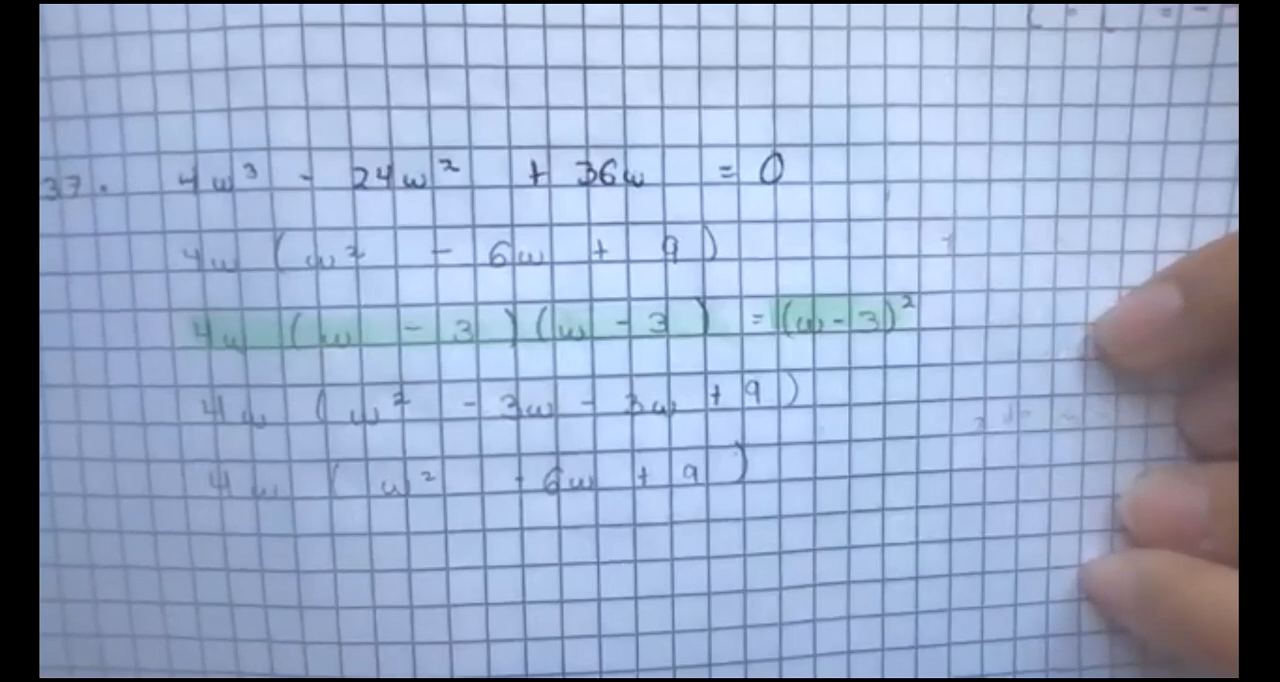 37. 4w³ - 24w² + 36w = 0
4w (w² - 6w + 9)
4w (w - 3)(w - 3) = (w - 3)²
4w (w² - 3w - 3w + 9)
4w (w² - 6w + 9)